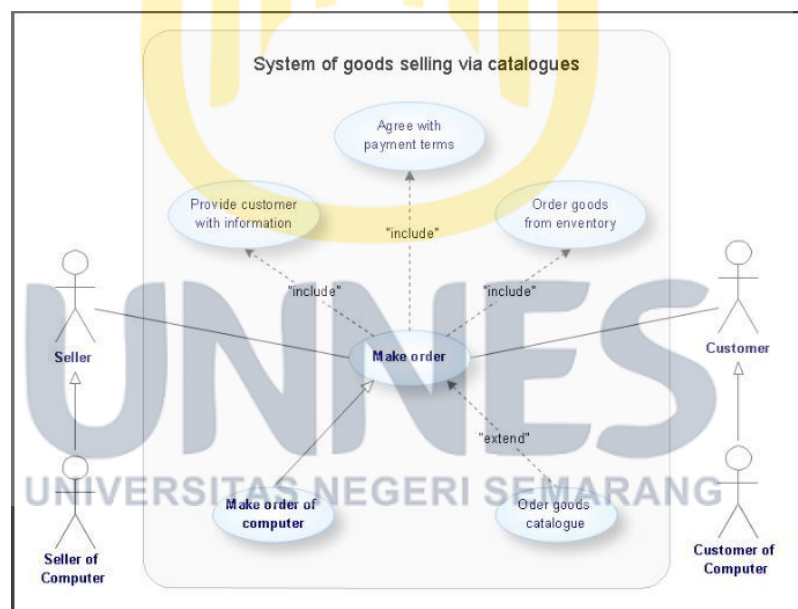 System of goods selling via catalogues
Agree with
payment terms
Provide customer
with information
Order goods
from enventory
"include"
"include"
"include"
Seller
Make order
Customer
"extend"
UNNES
UNIVERSITAS NEGERI SEMARANG
Make order of
computer
Oder goods
catalogue
Seller of
Computer
Customer of
Computer